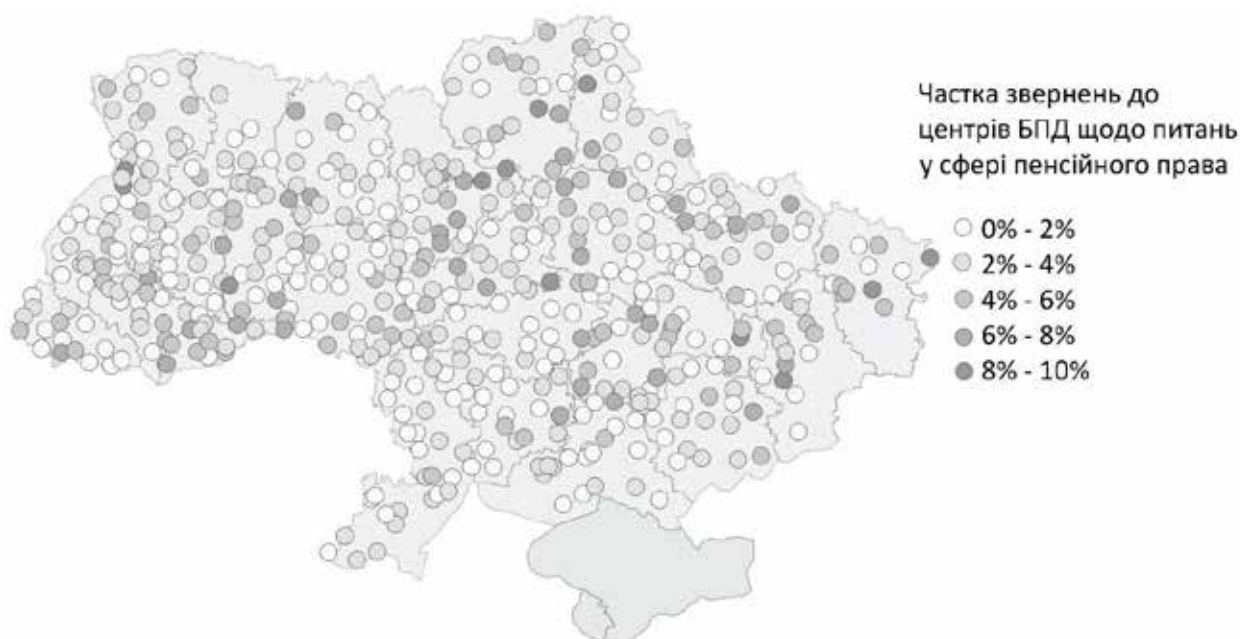 Частка звернень до
центрів БПД щодо питань
у сфері пенсійного права
0% - 2%
2% - 4%
4% - 6%
6% - 8%
8% - 10%